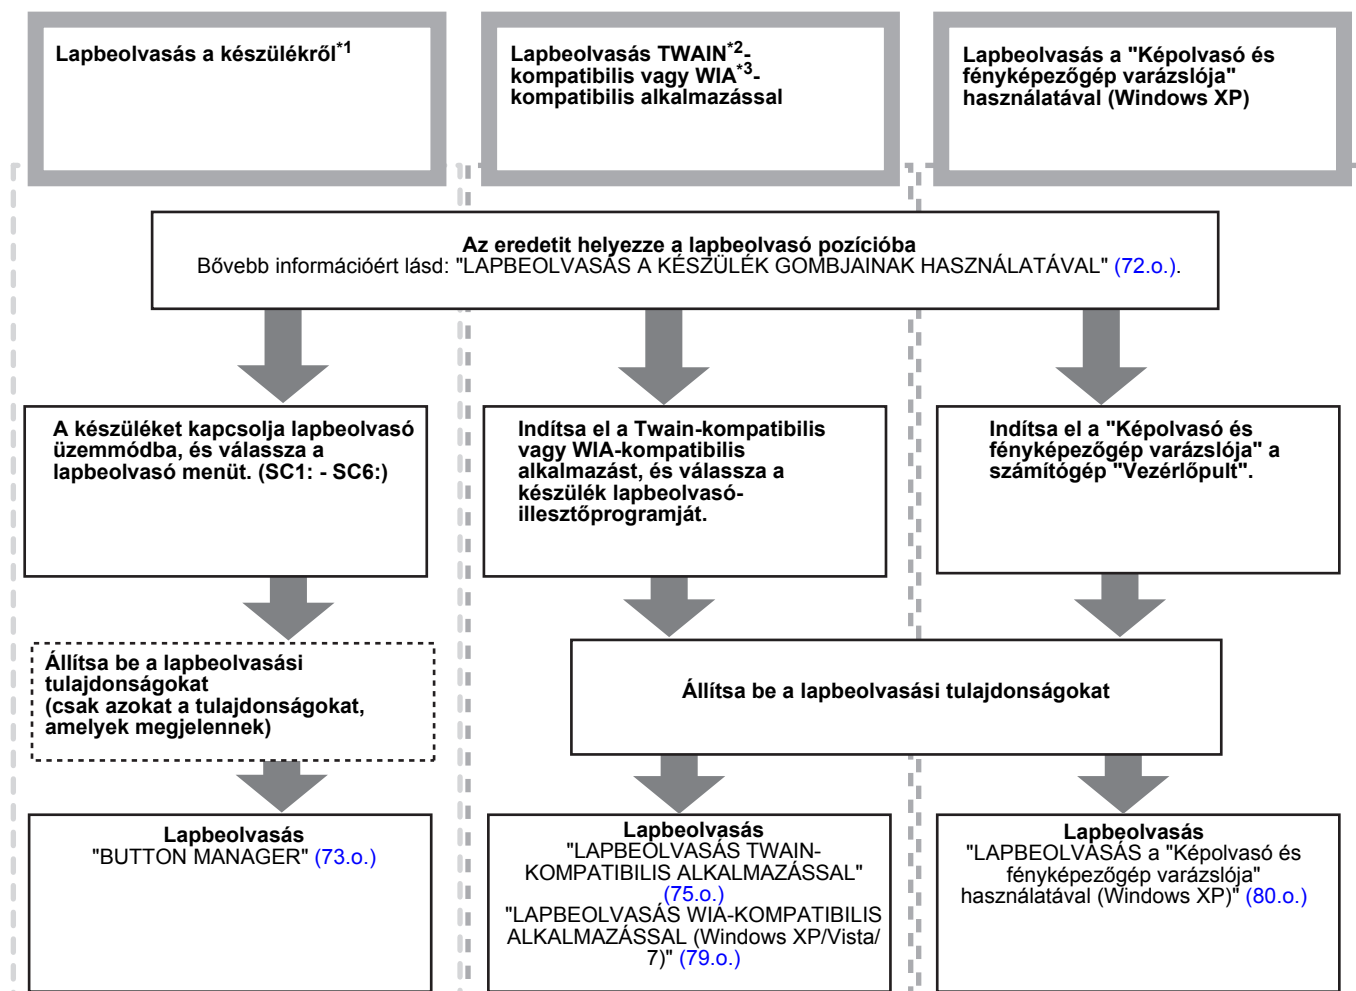 Lapbeolvasás a készülékről*1
Lapbeolvasás TWAIN*2-
kompatibilis vagy WIA*3-
kompatibilis alkalmazással
Lapbeolvasás a "Képolvasó és
fényképezőgép varázslója"
használatával (Windows XP)
Az eredetit helyezze a lapbeolvasó pozícióba
Bővebb információért lásd: "LAPBEOLVASÁS A KÉSZÜLÉK GOMBJAINAK HASZNÁLATÁVAL" (72.o.).
A készüléket kapcsolja lapbeolvasó
üzemmódba, és válassza a
lapbeolvasó menüt. (SC1: - SC6:)
Indítsa el a Twain-kompatibilis
vagy WIA-kompatibilis
alkalmazást, és válassza a
készülék lapbeolvasó-
illesztőprogramját.
Indítsa el a "Képolvasó és
fényképezőgép varázslója" a
számítógép "Vezérlőpult".
Állítsa be a lapbeolvasási
tulajdonságokat
(csak azokat a tulajdonságokat,
amelyek megjelennek)
Állítsa be a lapbeolvasási tulajdonságokat
Lapbeolvasás
"BUTTON MANAGER" (73.o.)
Lapbeolvasás
"LAPBEOLVASÁS TWAIN-
KOMPATIBILIS ALKALMAZÁSSAL"
(75.o.)
"LAPBEOLVASÁS WIA-KOMPATIBILIS
ALKALMAZÁSSAL (Windows XP/Vista/
7)" (79.o.)
Lapbeolvasás
"LAPBEOLVASÁS a "Képolvasó és
fényképezőgép varázslója"
használatával (Windows XP)" (80.o.)